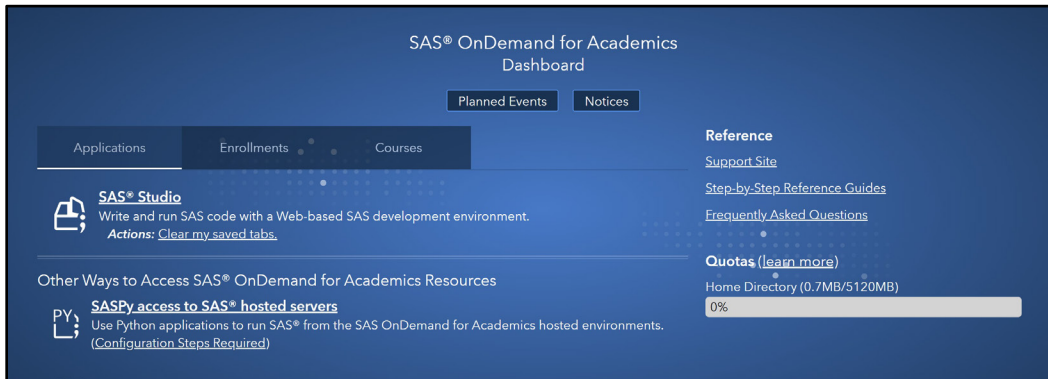 SAS® OnDemand for Academics
Dashboard
Planned Events
Notices
Applications
Enrollments
Courses
SAS® Studio
Write and run SAS code with a Web-based SAS development environment.
Actions: Clear my saved tabs.
Other Ways to Access SAS® OnDemand for Academics Resources
PY
SASPy access to SAS® hosted servers
Use Python applications to run SAS® from the SAS OnDemand for Academics hosted environments.
(Configuration Steps Required)
Reference
Support Site
Step-by-Step Reference Guides
Frequently Asked Questions
Quotas (learn more)
Home Directory (0.7MB/5120MB)
0%